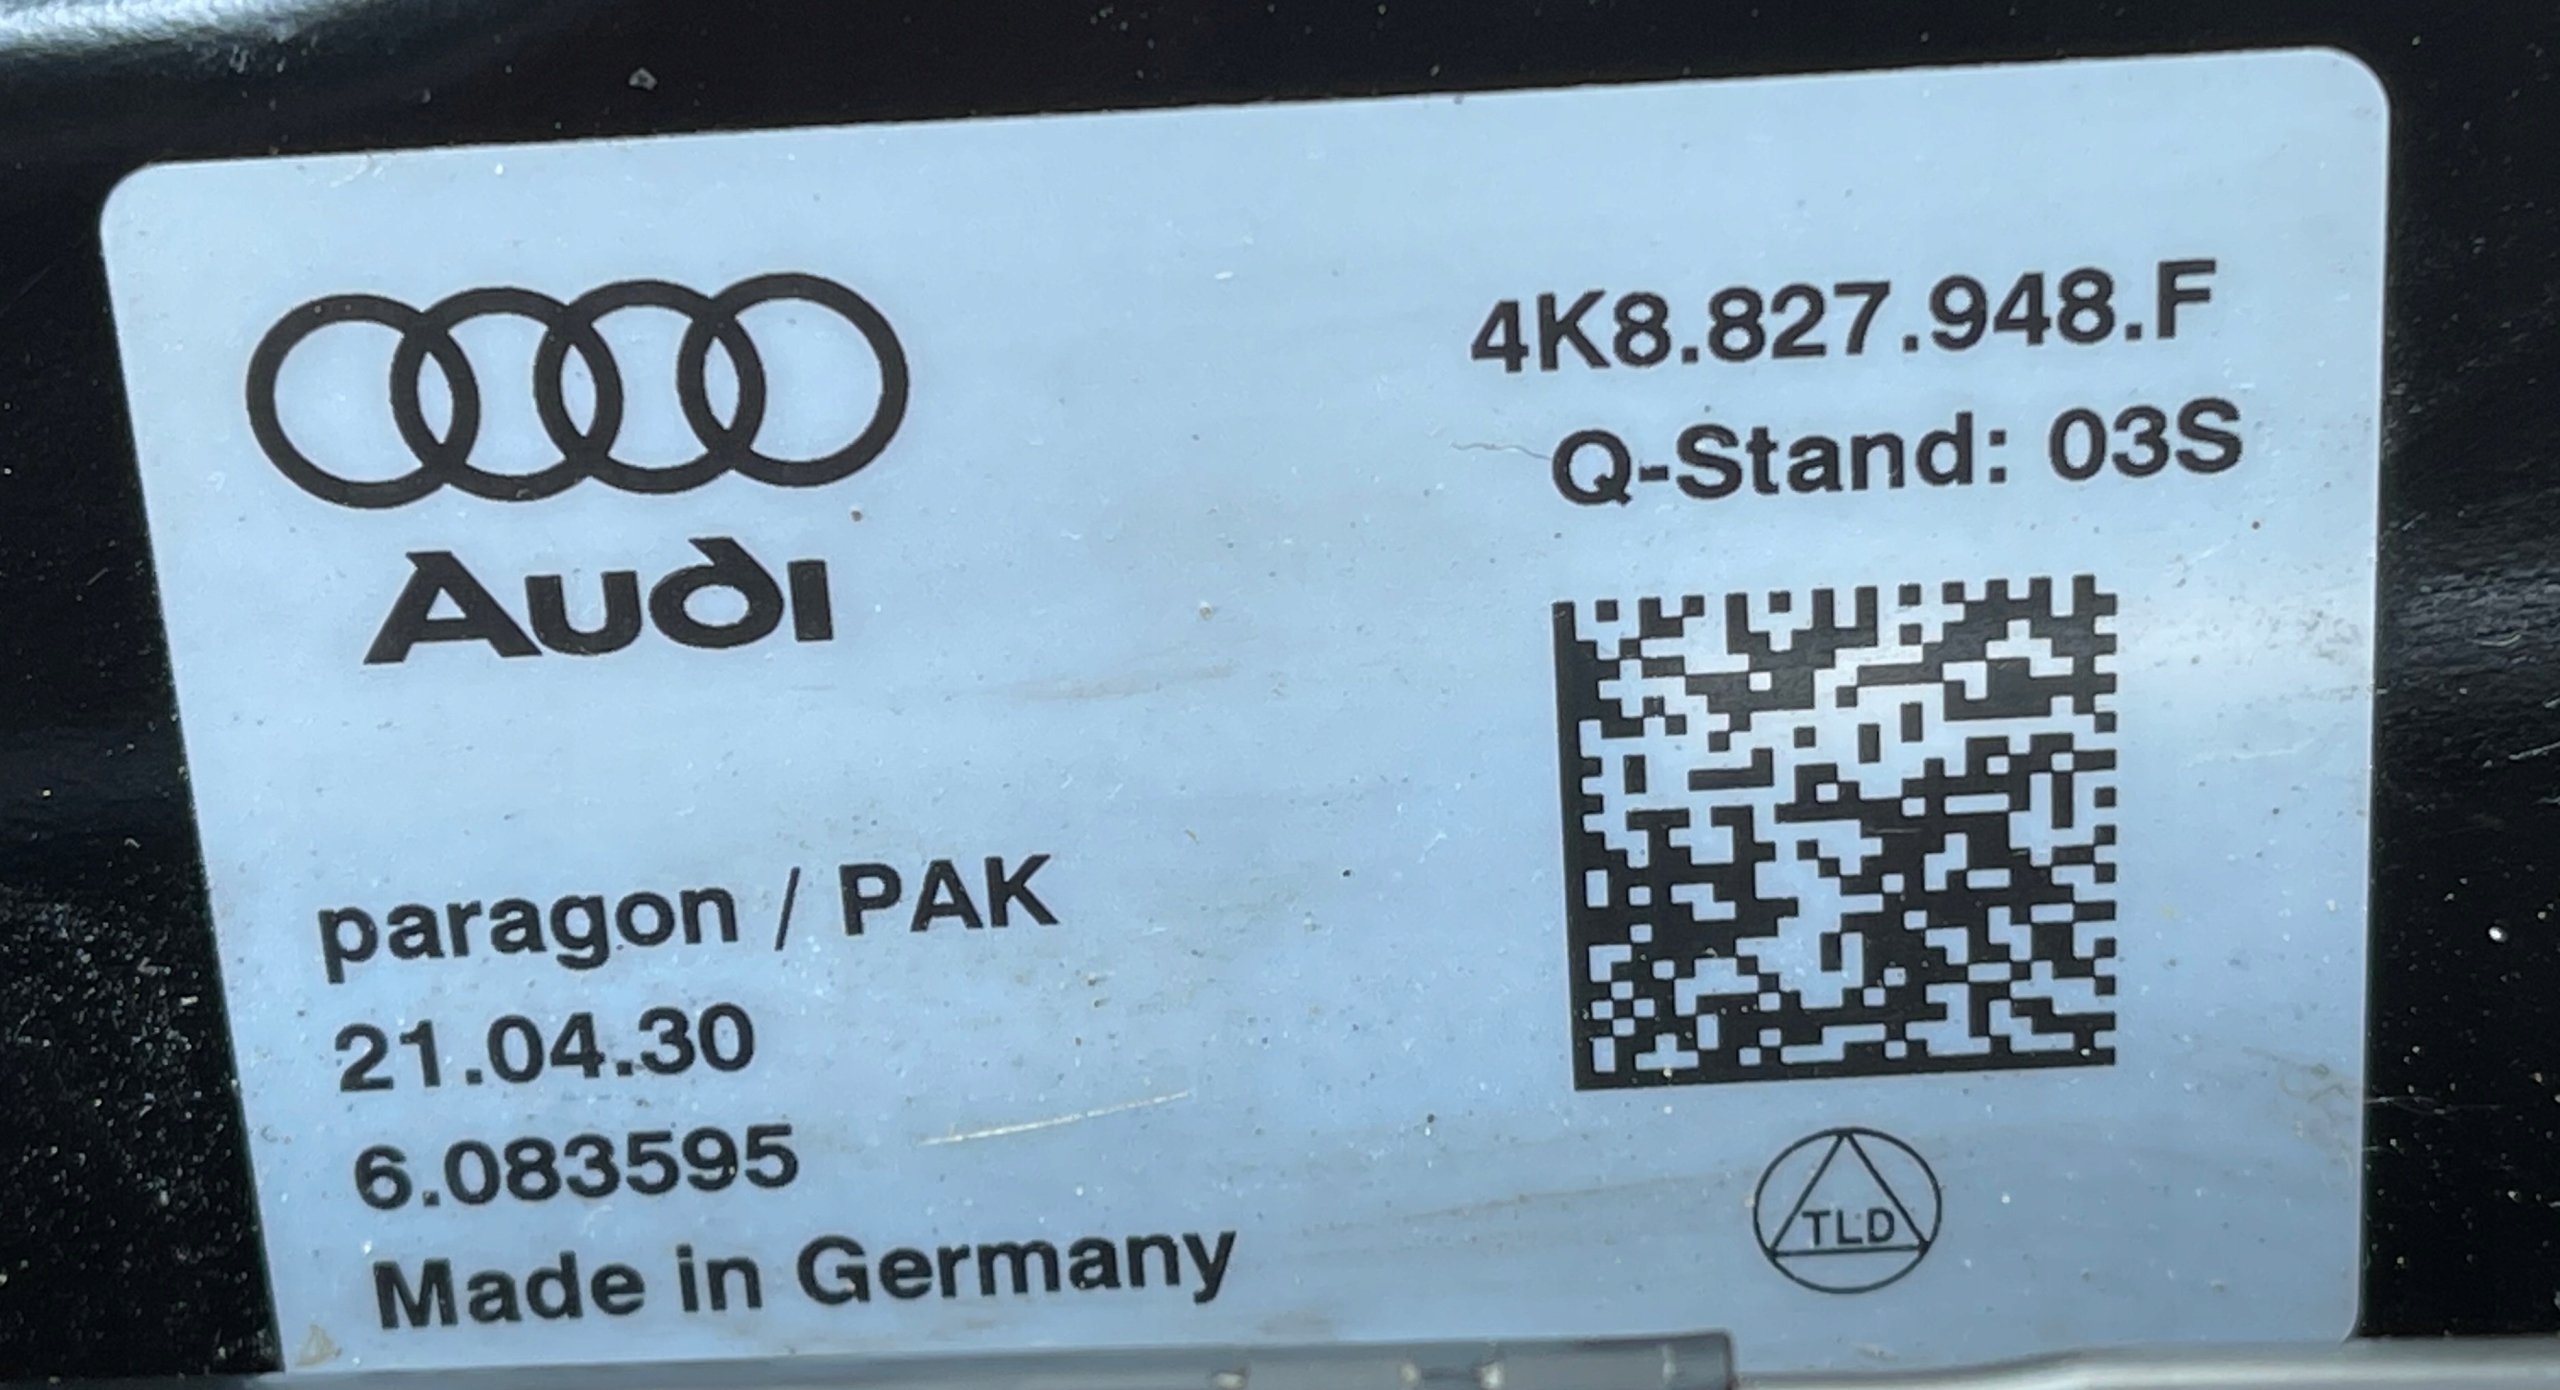 Audi
4K8.827.948.F
Q-Stand: 03S
paragon / PAK
21.04.30
6.083595
Made in Germany
TLD